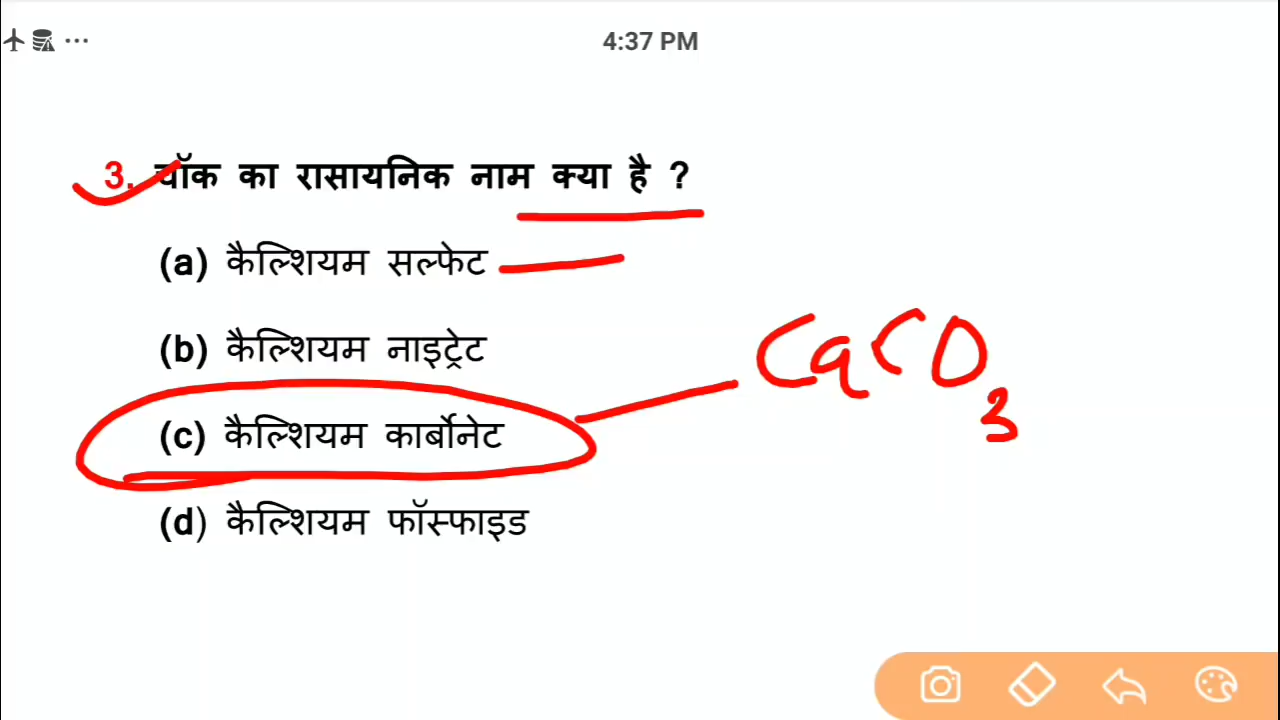 4:37 PM
3. चॉक का रासायनिक नाम क्या है ?
(a) कैल्शियम सल्फेट
(b) कैल्शियम नाइट्रेट
CaCO3
(c) कैल्शियम कार्बोनेट
(d) कैल्शियम फॉस्फाइड